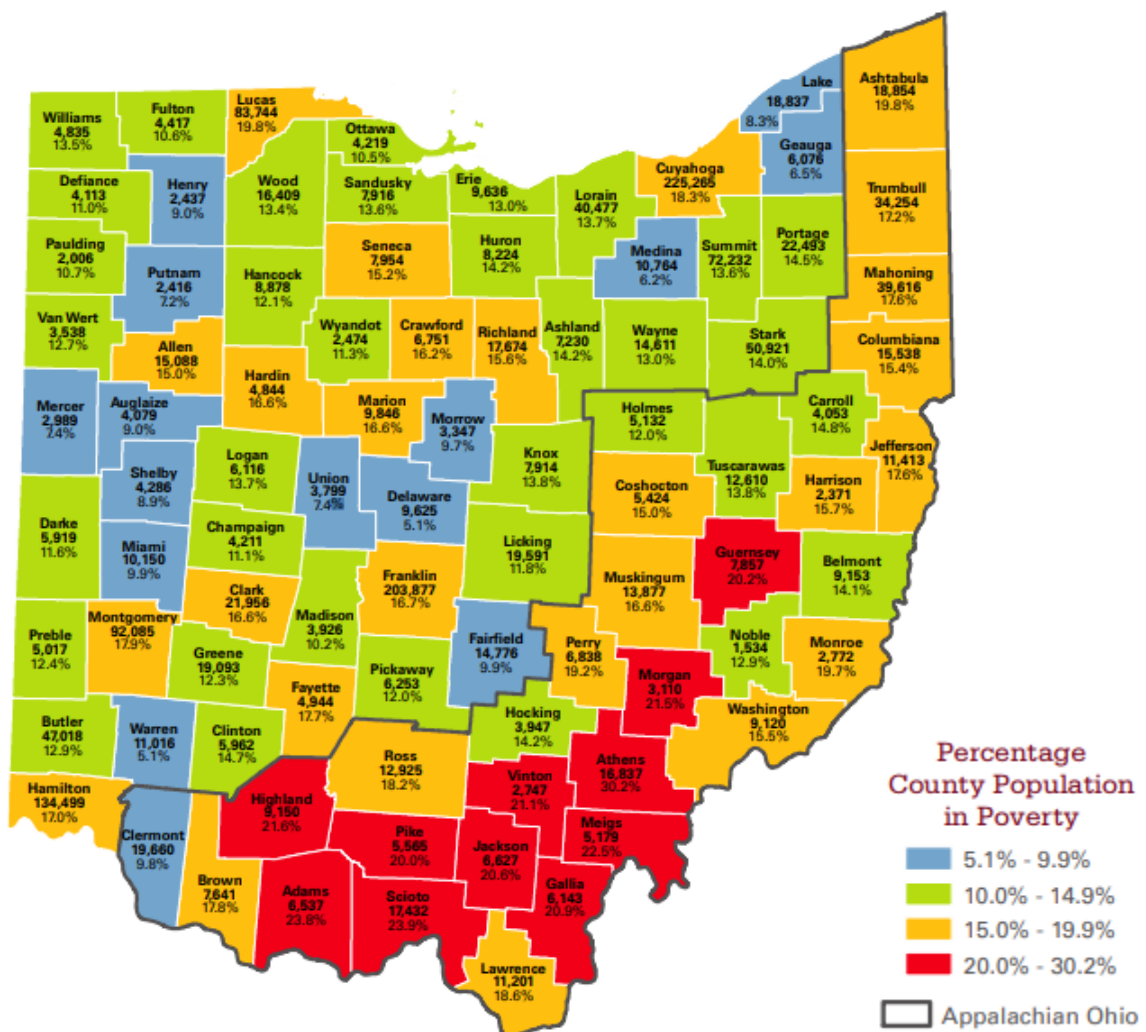 Lake
18,837
8.3%
Ashtabula
18,854
19.8%
Lucas
83,744
19.8%
Fulton
4,417
10.6%
Williams
4,835
13.5%
Ottawa
4,219
10.5%
Geauga
6,076
6.5%
Cuyahoga
225,265
18.3%
Defiance
4,113
11.0%
Henry
2,437
9.0%
Wood
16,409
13.4%
Sandusky
7,916
13.6%
Erie
9,636
13.0%
Lorain
40,477
13.7%
Trumbull
34,254
17.2%
Paulding
2,006
10.7%
Seneca
7,954
15.2%
Huron
8,224
14.2%
Medina
10,764
6.2%
Summit
72,232
13.6%
Portage
22,493
14.5%
Putnam
2,416
7.2%
Hancock
8,878
12.1%
Mahoning
39,616
17.6%
Van Wert
3,538
12.7%
Allen
15,088
15.0%
Wyandot
2,474
11.3%
Crawford
6,751
16.2%
Richland
17,674
15.6%
Ashland
7,230
14.2%
Wayne
14,611
13.0%
Stark
50,921
14.0%
Columbiana
15,538
15.4%
Hardin
4,844
16.6%
Mercer
2,989
7.4%
Auglaize
4,079
9.0%
Marion
9,846
16.6%
Morrow
3,347
9.7%
Holmes
5,132
12.0%
Carroll
4,053
14.8%
Jefferson
11,413
17.6%
Logan
6,116
13.7%
Knox
7,914
13.8%
Tuscarawas
12,610
13.8%
Shelby
4,286
8.9%
Union
3,799
7.4%
Delaware
9,625
5.1%
Coshocton
5,424
15.0%
Harrison
2,371
15.7%
Darke
5,919
11.6%
Champaign
4,211
11.1%
Licking
19,591
11.8%
Miami
10,150
9.9%
Guernsey
7,857
20.2%
Belmont
9,153
14.1%
Franklin
203,877
16.7%
Muskingum
13,877
16.6%
Clark
21,956
16.6%
Montgomery
92,085
17.9%
Madison
3,926
10.2%
Preble
5,017
12.4%
Fairfield
14,776
9.9%
Perry
6,838
19.2%
Noble
1,534
12.9%
Monroe
2,772
19.7%
Greene
19,093
12.3%
Pickaway
6,253
12.0%
Morgan
3,110
21.5%
Fayette
4,944
17.7%
Washington
9,120
15.5%
Butler
47,018
12.9%
Warren
11,016
5.1%
Clinton
5,962
14.7%
Hocking
3,947
14.2%
Ross
12,925
18.2%
Athens
16,837
30.2%
Hamilton
134,499
17.0%
Vinton
2,747
21.1%
Highland
9,150
21.6%
Clermont
19,660
9.8%
Pike
5,565
20.0%
Jackson
6,627
20.6%
Meigs
5,179
22.5%
Brown
7,641
17.8%
Adams
6,537
23.8%
Scioto
17,432
23.9%
Gallia
6,143
20.9%
Lawrence
11,201
18.6%
Percentage
County Population
in Poverty
5.1% - 9.9%
10.0% - 14.9%
15.0% - 19.9%
20.0% - 30.2%
Appalachian Ohio